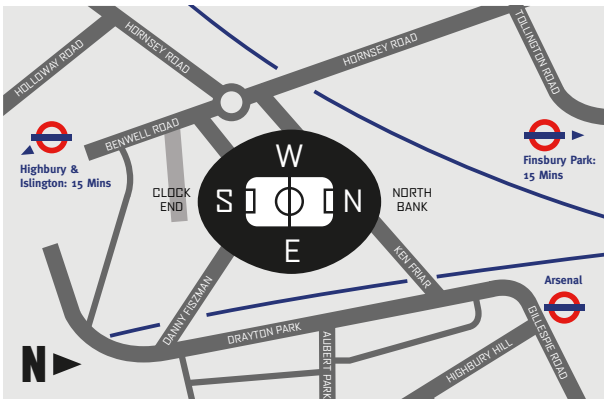 HOLLOWAY ROAD
HORNSEY ROAD
HORNSEY ROAD
TOLLINGTON ROAD
BENWELL ROAD
Highbury &
Islington: 15 Mins
Finsbury Park:
15 Mins
CLOCK
END
W
S
N
E
NORTH
BANK
KEN FRIAR
DANNY FISZMAN
DRAYTON PARK
AUBERT PARK
Arsenal
GILLESPIE ROAD
HIGHBURY HILL
N